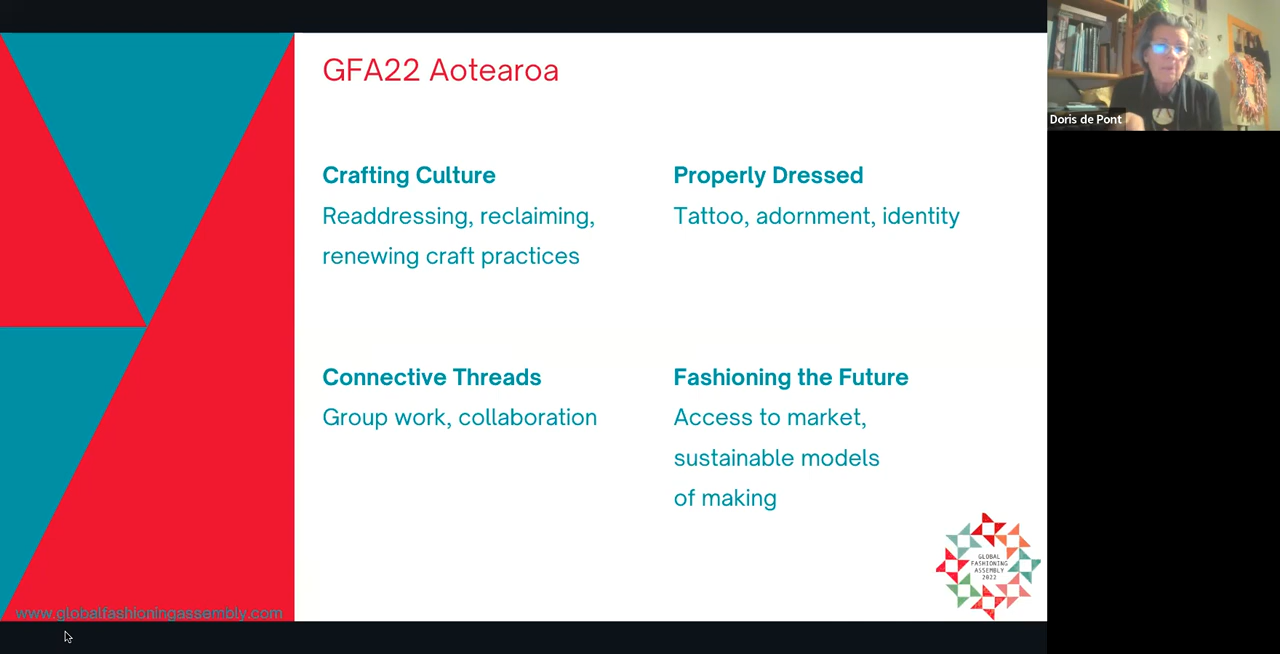 GFA22 Aotearoa
Crafting Culture
Readdressing, reclaiming,
renewing craft practices
Properly Dressed
Tattoo, adornment, identity
Connective Threads
Group work, collaboration
Fashioning the Future
Access to market,
sustainable models
of making
GLOBAL
FASHIONING
ASSEMBLY
2022
www.globalfashioningassembly.com
Doris de Pont